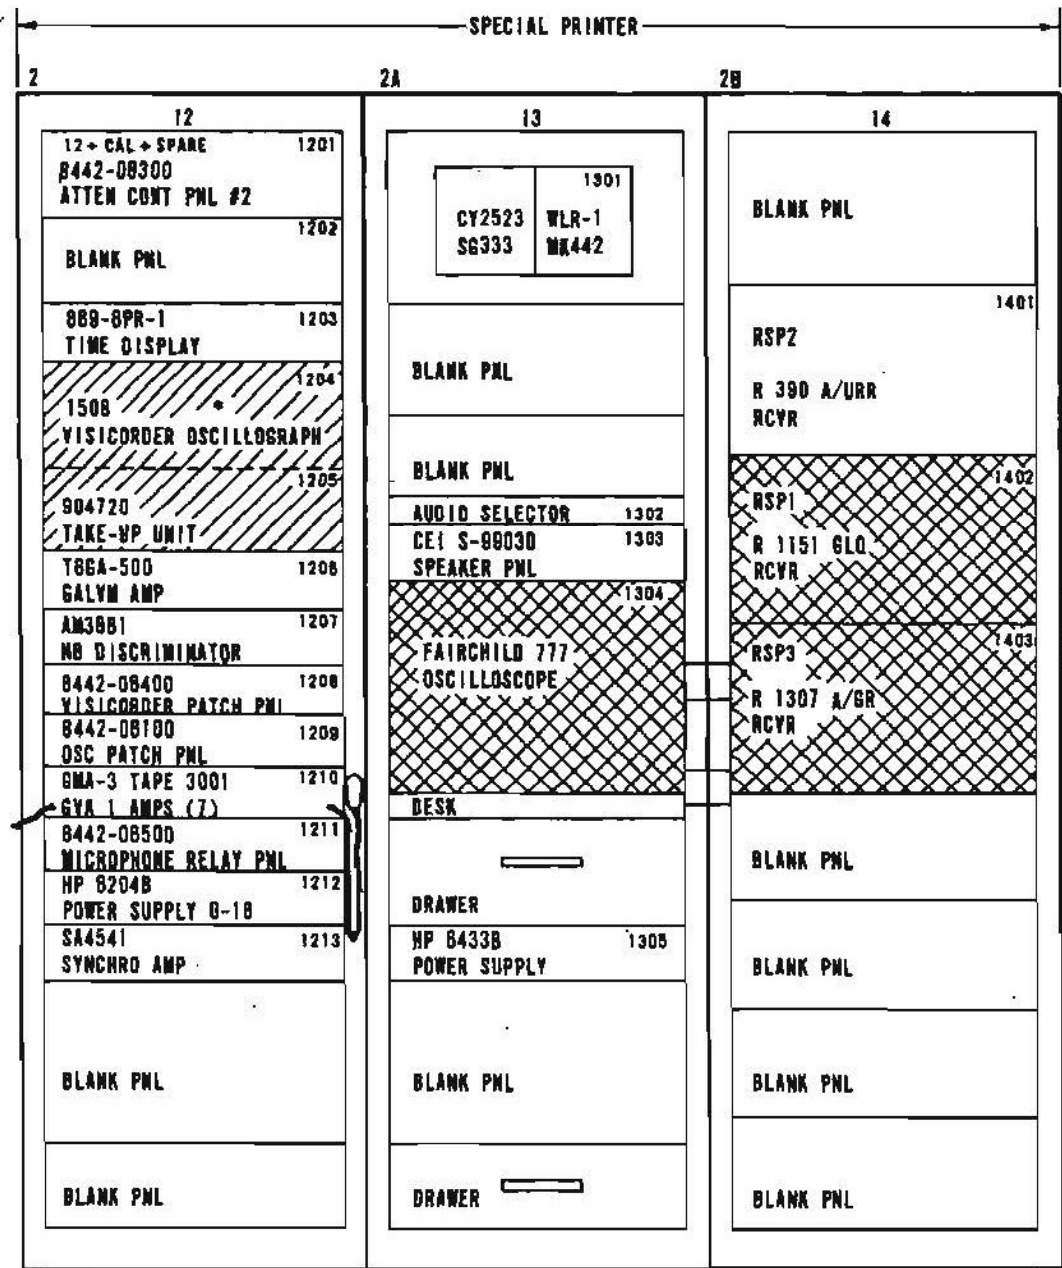 SPECIAL PRINTER
2
12
12+ CAL + SPARE 1201
8442-08300
ATTEN CONT PNL #2
1202
BLANK PNL
869-8PR-1 1203
TIME DISPLAY
1204
1508
VISICORDER OSCILLOGRAPH
1205
904720
TAKE-UP UNIT
T6GA-500 1206
GALVM AMP
AM3881 1207
NB DISCRIMINATOR
8442-08400 1208
VISICORDER PATCH PNL
8442-08100 1209
OSC PATCH PNL
GMA-3 TAPE 3001 1210
GVA 1 AMPS (7)
8442-08500 1211
MICROPHONE RELAY PNL
HP 6204B 1212
POWER SUPPLY 0-18
SA4541 1213
SYNCHRO AMP
BLANK PNL
BLANK PNL
2A
13
1301
CY2523 WLR-1
SG333 MK442
BLANK PNL
BLANK PNL
AUDIO SELECTOR 1302
CEI S-99030 1303
SPEAKER PNL
1304
FAIRCHILD 777
OSCILLOSCOPE
DESK
DRAWER
HP 6433B 1305
POWER SUPPLY
BLANK PNL
DRAWER
2B
14
BLANK PNL
1401
RSP2
R 390 A/URR
RCVR
1402
RSP1
R 1151 GLQ
RCVR
1403
RSP3
R 1307 A/GR
RCVR
BLANK PNL
BLANK PNL
BLANK PNL
BLANK PNL